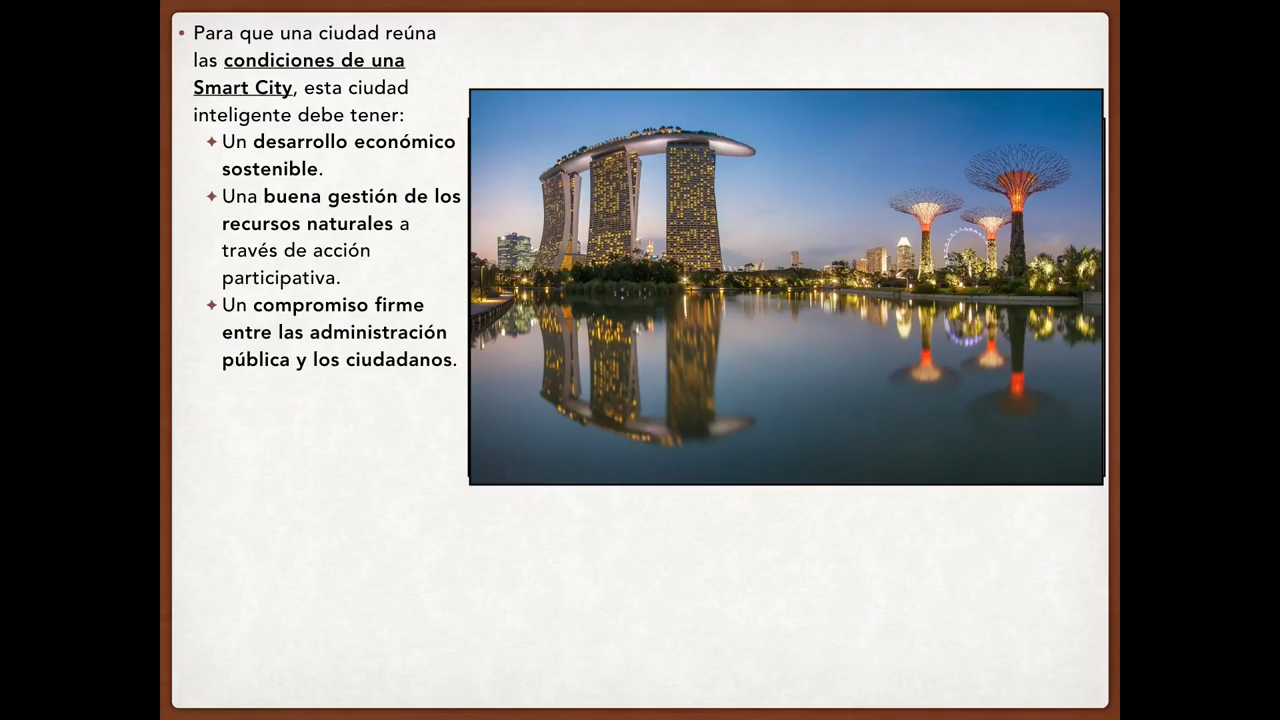 • Para que una ciudad reúna
las condiciones de una
Smart City, esta ciudad
inteligente debe tener:
✦ Un desarrollo económico
sostenible.
✦ Una buena gestión de los
recursos naturales a
través de acción
participativa.
✦ Un compromiso firme
entre las administración
pública y los ciudadanos.